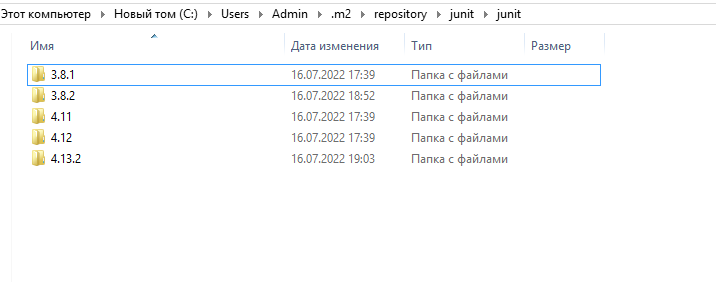 Этот компьютер > Новый том (C:) > Users > Admin > .m2 > repository > junit > junit
Имя Дата изменения Тип Размер
3.8.1 16.07.2022 17:39 Папка с файлами
3.8.2 16.07.2022 18:52 Папка с файлами
4.11 16.07.2022 17:39 Папка с файлами
4.12 16.07.2022 17:39 Папка с файлами
4.13.2 16.07.2022 19:03 Папка с файлами